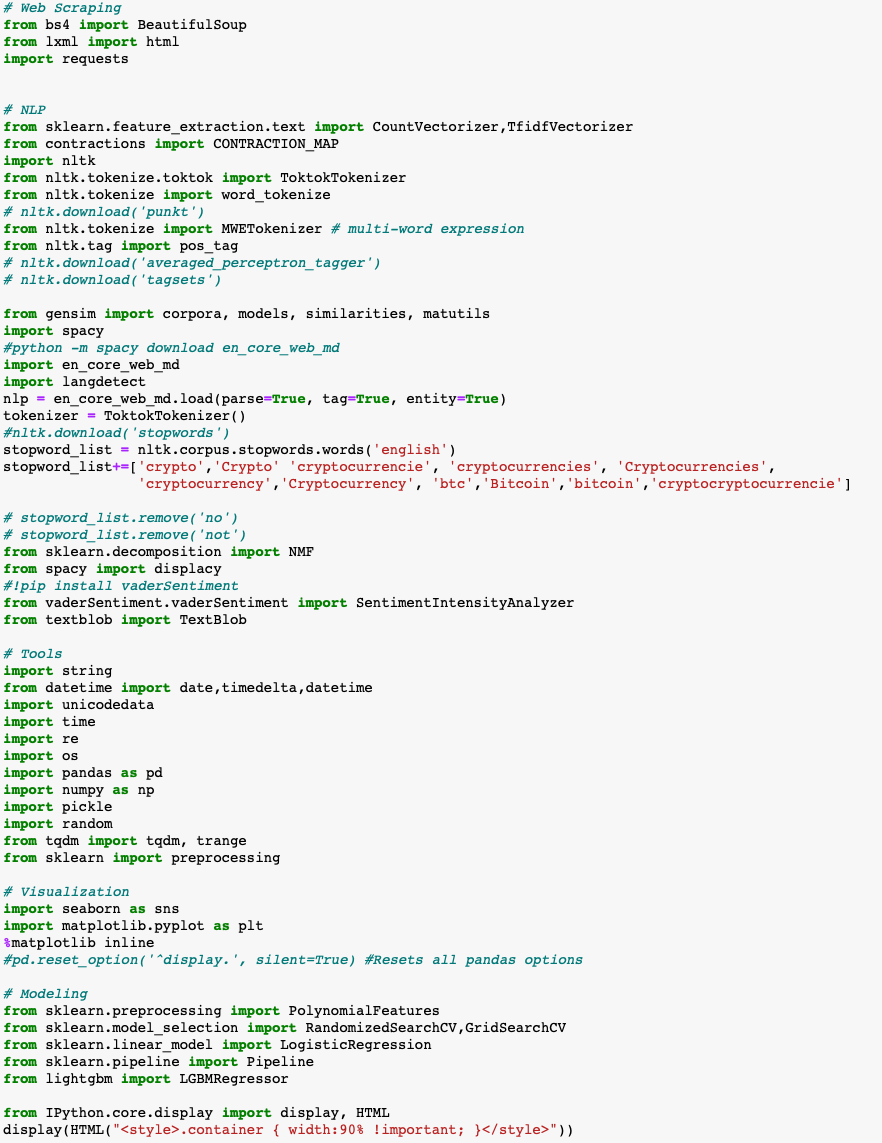 # Web Scraping
from bs4 import BeautifulSoup
from lxml import html
import requests
# NLP
from sklearn.feature_extraction.text import CountVectorizer,TfidfVectorizer
from contractions import CONTRACTION_MAP
import nltk
from nltk.tokenize.toktok import ToktokTokenizer
from nltk.tokenize import word_tokenize
# nltk.download('punkt')
from nltk.tokenize import MWETokenizer # multi-word expression
from nltk.tag import pos_tag
# nltk.download('averaged_perceptron_tagger')
# nltk.download('tagsets')
from gensim import corpora, models, similarities, matutils
import spacy
#python -m spacy download en_core_web_md
import en_core_web_md
import langdetect
nlp = en_core_web_md.load(parse=True, tag=True, entity=True)
tokenizer = ToktokTokenizer()
#nltk.download('stopwords')
stopword_list = nltk.corpus.stopwords.words('english')
stopword_list+=['crypto','Crypto' 'cryptocurrencie', 'cryptocurrencies', 'Cryptocurrencies',
'cryptocurrency','Cryptocurrency', 'btc','Bitcoin','bitcoin','cryptocryptocurrencie']
# stopword_list.remove('no')
# stopword_list.remove('not')
from sklearn.decomposition import NMF
from spacy import displacy
#!pip install vaderSentiment
from vaderSentiment.vaderSentiment import SentimentIntensityAnalyzer
from textblob import TextBlob
# Tools
import string
from datetime import date,timedelta,datetime
import unicodedata
import time
import re
import os
import pandas as pd
import numpy as np
import pickle
import random
from tqdm import tqdm, trange
from sklearn import preprocessing
# Visualization
import seaborn as sns
import matplotlib.pyplot as plt
%matplotlib inline
#pd.reset_option('^display.', silent=True) #Resets all pandas options
# Modeling
from sklearn.preprocessing import PolynomialFeatures
from sklearn.model_selection import RandomizedSearchCV,GridSearchCV
from sklearn.linear_model import LogisticRegression
from sklearn.pipeline import Pipeline
from lightgbm import LGBMRegressor
from IPython.core.display import display, HTML
display(HTML("<style>.container { width:90% !important; }</style>"))